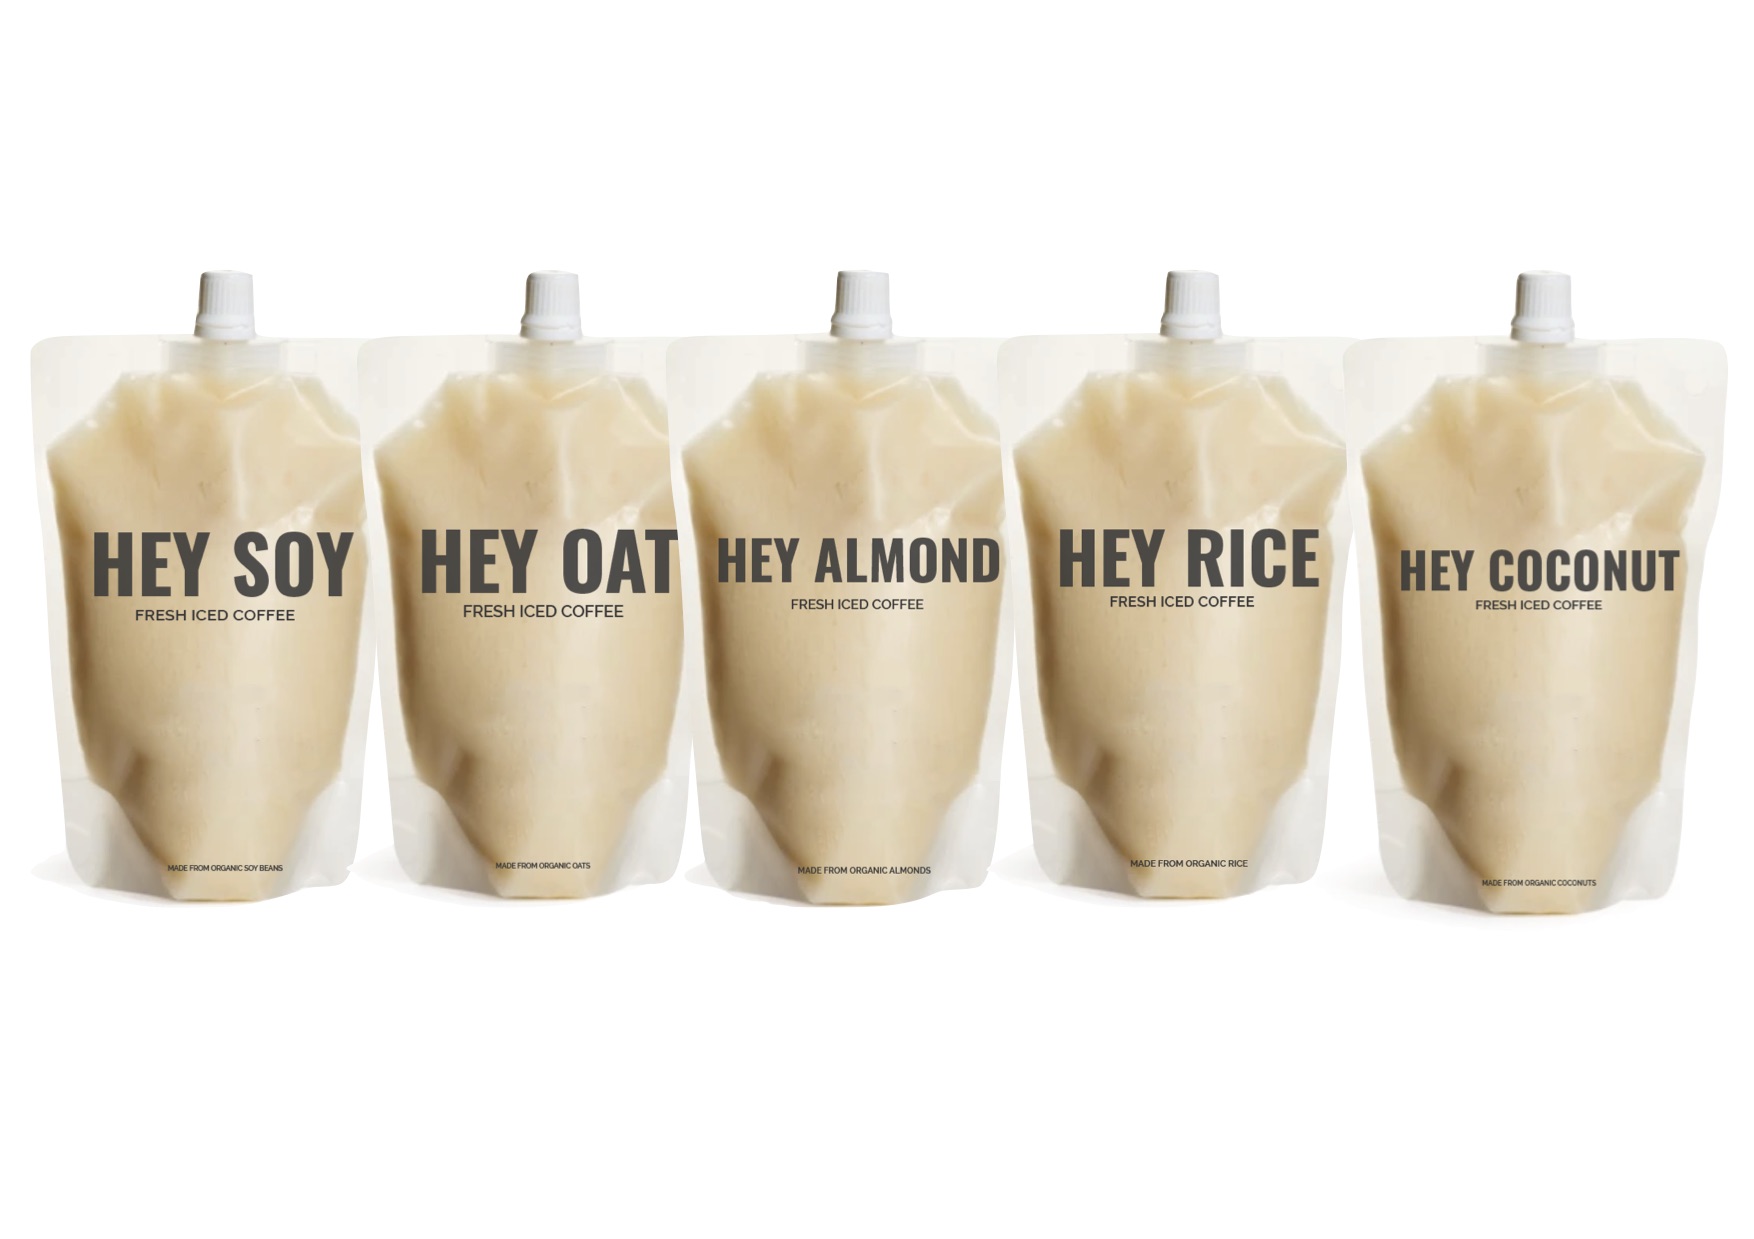 HEY SOY
FRESH ICED COFFEE
MADE FROM ORGANIC SOY BEANS
HEY OAT
FRESH ICED COFFEE
MADE FROM ORGANIC OATS
HEY ALMOND
FRESH ICED COFFEE
MADE FROM ORGANIC ALMONDS
HEY RICE
FRESH ICED COFFEE
MADE FROM ORGANIC RICE
HEY COCONUT
FRESH ICED COFFEE
MADE FROM ORGANIC COCONUTS